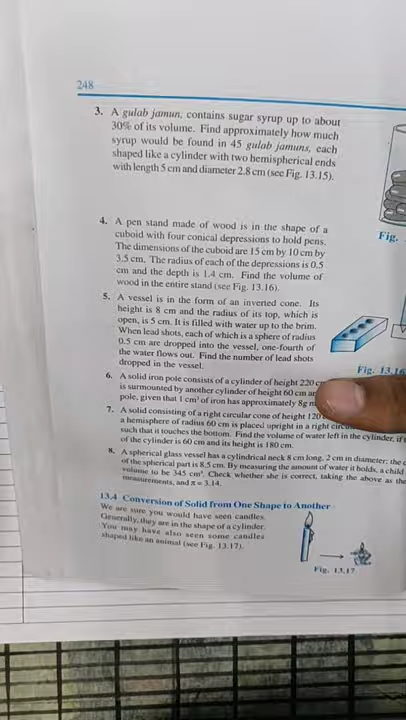 248
3. A gulab jamun, contains sugar syrup up to about
30% of its volume. Find approximately how much
syrup would be found in 45 gulab jamuns, each
shaped like a cylinder with two hemispherical ends
with length 5 cm and diameter 2.8 cm (see Fig. 13.15).
Fig.
4. A pen stand made of wood is in the shape of a
cuboid with four conical depressions to hold pens.
The dimensions of the cuboid are 15 cm by 10 cm by
3.5 cm. The radius of each of the depressions is 0.5
cm and the depth is 1.4 cm. Find the volume of
wood in the entire stand (see Fig. 13.16).
Fig. 13.16
5. A vessel is in the form of an inverted cone. Its
height is 8 cm and the radius of its top, which is
open, is 5 cm. It is filled with water up to the brim.
When lead shots, each of which is a sphere of radius
0.5 cm are dropped into the vessel, one-fourth of
the water flows out. Find the number of lead shots
dropped in the vessel.
6. A solid iron pole consists of a cylinder of height 220
is surmounted by another cylinder of height 60 cm
pole, given that 1 cm³ of iron has approximately 8g
7. A solid consisting of a right circular cone of height 120
a hemisphere of radius 60 cm is placed upright in a right
such that it touches the bottom. Find the volume of water left in the cylinder, if
of the cylinder is 60 cm and its height is 180 cm.
8. A spherical glass vessel has a cylindrical neck 8 cm long, 2 cm in diameter; the
of the spherical part is 8.5 cm. By measuring the amount of water it holds, a child
volume to be 345 cm³. Check whether she is correct, taking the above as the
measurements, and π = 3.14.
13.4 Conversion of Solid from One Shape to Another
We are sure you would have seen candles.
Generally, they are in the shape of a cylinder.
You may have also seen some candles
shaped like an animal (see Fig. 13.17).
Fig. 13.17